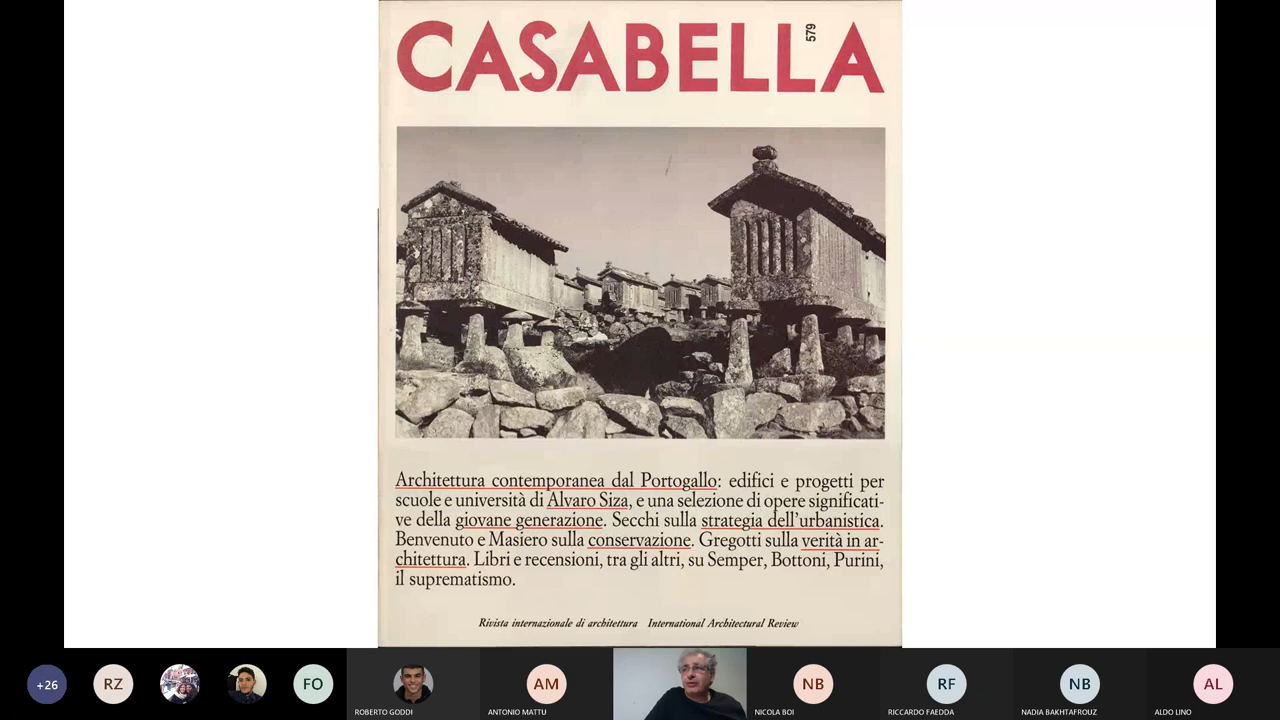 CASABELLA
579
Architettura contemporanea dal Portogallo: edifici e progetti per
scuole e università di Alvaro Siza, e una selezione di opere significati-
ve della giovane generazione. Secchi sulla strategia dell'urbanistica.
Benvenuto e Masiero sulla conservazione. Gregotti sulla verità in ar-
chitettura. Libri e recensioni, tra gli altri, su Semper, Bottoni, Purini,
il suprematismo.
Rivista internazionale di architettura International Architectural Review
+26
RZ
FO
AM
NB
RF
NB
AL
ROBERTO GODDI
ANTONIO MATTU
NICOLA BOI
RICCARDO FAEDDA
NADIA BAKHTAFROUZ
ALDO LINO